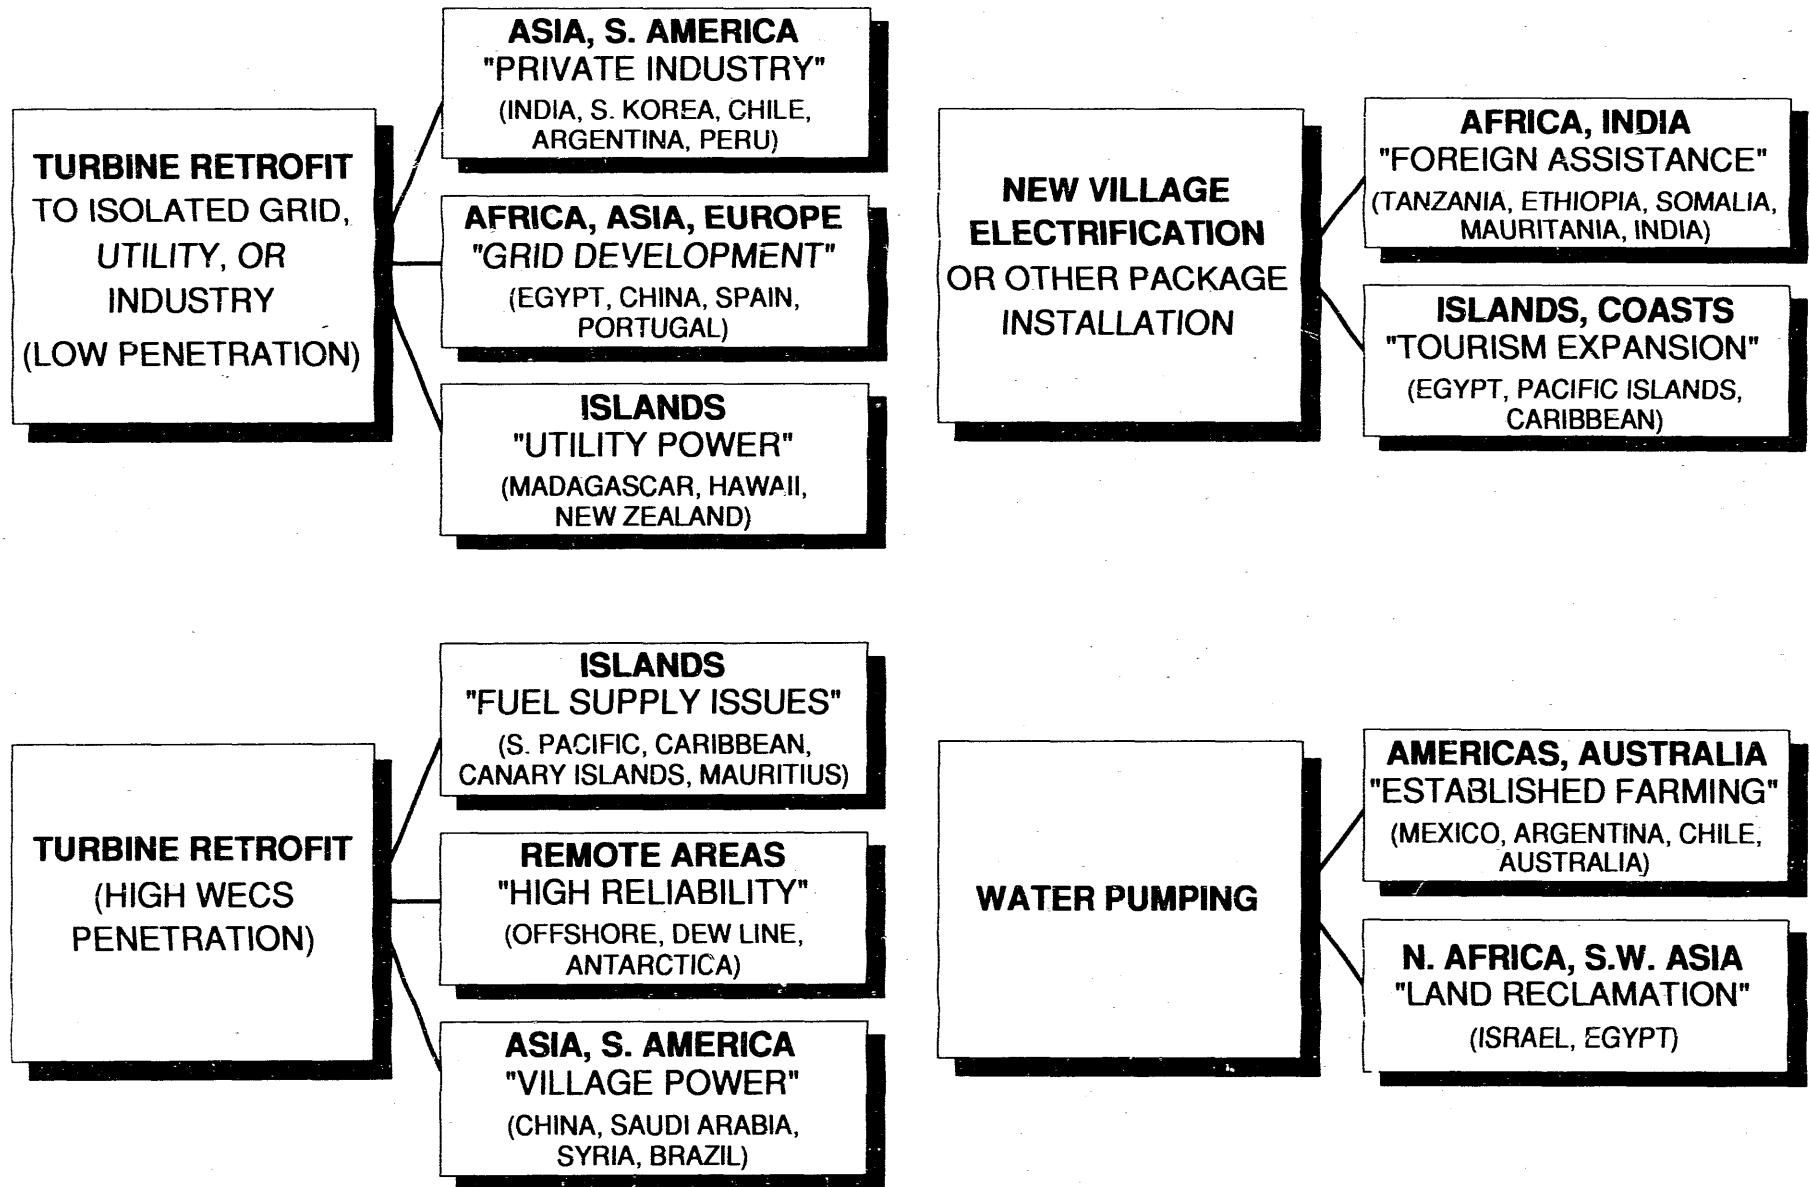 TURBINE RETROFIT
TO ISOLATED GRID,
UTILITY, OR
INDUSTRY
(LOW PENETRATION)
ASIA, S. AMERICA
"PRIVATE INDUSTRY"
(INDIA, S. KOREA, CHILE,
ARGENTINA, PERU)
AFRICA, ASIA, EUROPE
"GRID DEVELOPMENT"
(EGYPT, CHINA, SPAIN,
PORTUGAL)
ISLANDS
"UTILITY POWER"
(MADAGASCAR, HAWAII,
NEW ZEALAND)
NEW VILLAGE
ELECTRIFICATION
OR OTHER PACKAGE
INSTALLATION
AFRICA, INDIA
"FOREIGN ASSISTANCE"
(TANZANIA, ETHIOPIA, SOMALIA,
MAURITANIA, INDIA)
ISLANDS, COASTS
"TOURISM EXPANSION"
(EGYPT, PACIFIC ISLANDS,
CARIBBEAN)
TURBINE RETROFIT
(HIGH WECS
PENETRATION)
ISLANDS
"FUEL SUPPLY ISSUES"
(S. PACIFIC, CARIBBEAN,
CANARY ISLANDS, MAURITIUS)
REMOTE AREAS
"HIGH RELIABILITY"
(OFFSHORE, DEW LINE,
ANTARCTICA)
ASIA, S. AMERICA
"VILLAGE POWER"
(CHINA, SAUDI ARABIA,
SYRIA, BRAZIL)
WATER PUMPING
AMERICAS, AUSTRALIA
"ESTABLISHED FARMING"
(MEXICO, ARGENTINA, CHILE,
AUSTRALIA)
N. AFRICA, S.W. ASIA
"LAND RECLAMATION"
(ISRAEL, EGYPT)